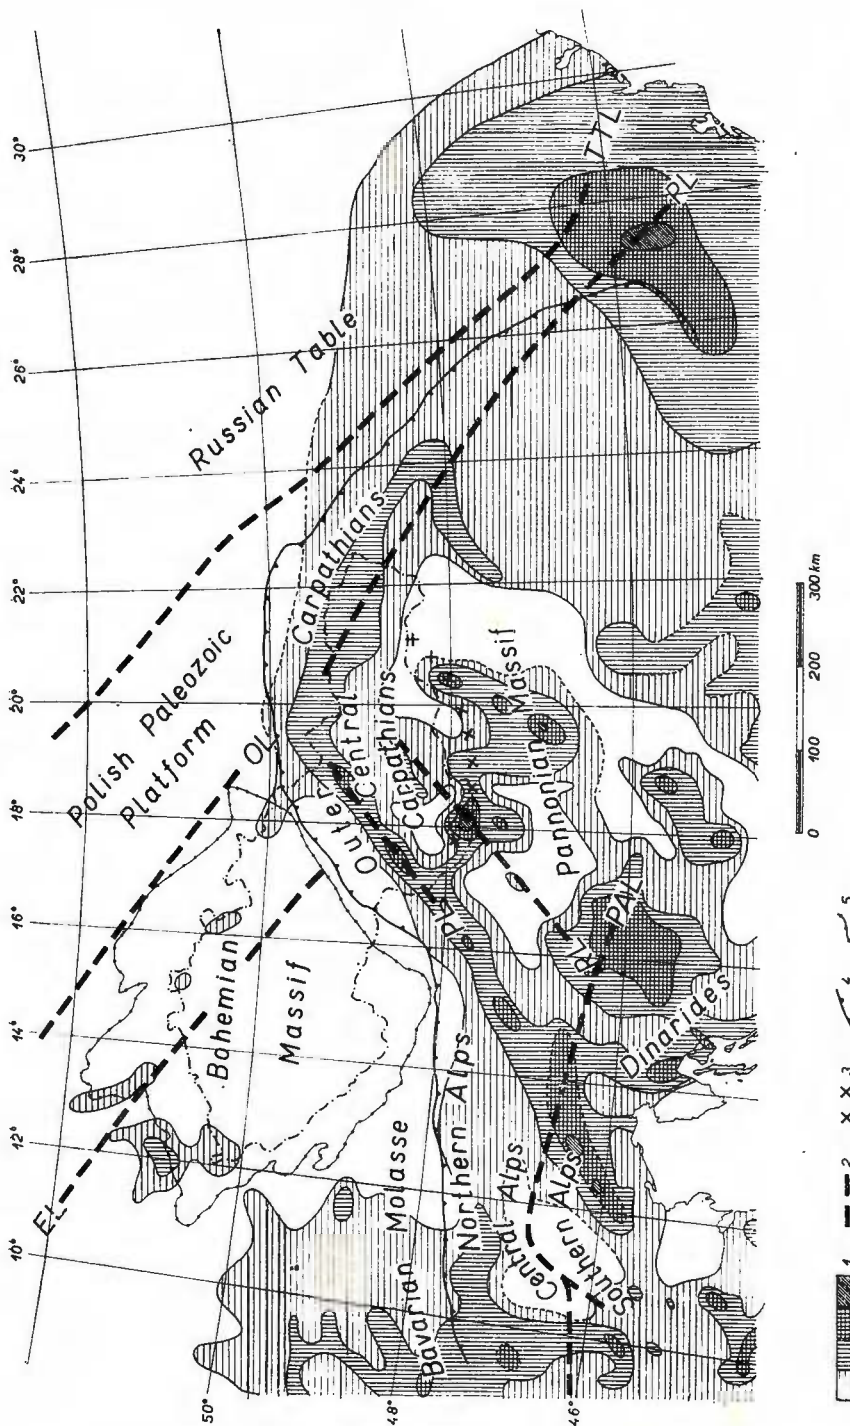 10°
12°
14°
16°
18°
20°
22°
24°
26°
28°
30°
50°
48°
46°
EL
OL
Polish Paleozoic
Platform
Russian Table
Bohemian
Massif
Bavarian Molasse
Northern Alps
Central Alps
Southern Alps
Outer
Carpathians
Central
Carpathians
Pannonian
Massif
Dinarides
PL
RL
PAL
TTL
PL
0 100 200 300 km
1 2 3 4 5